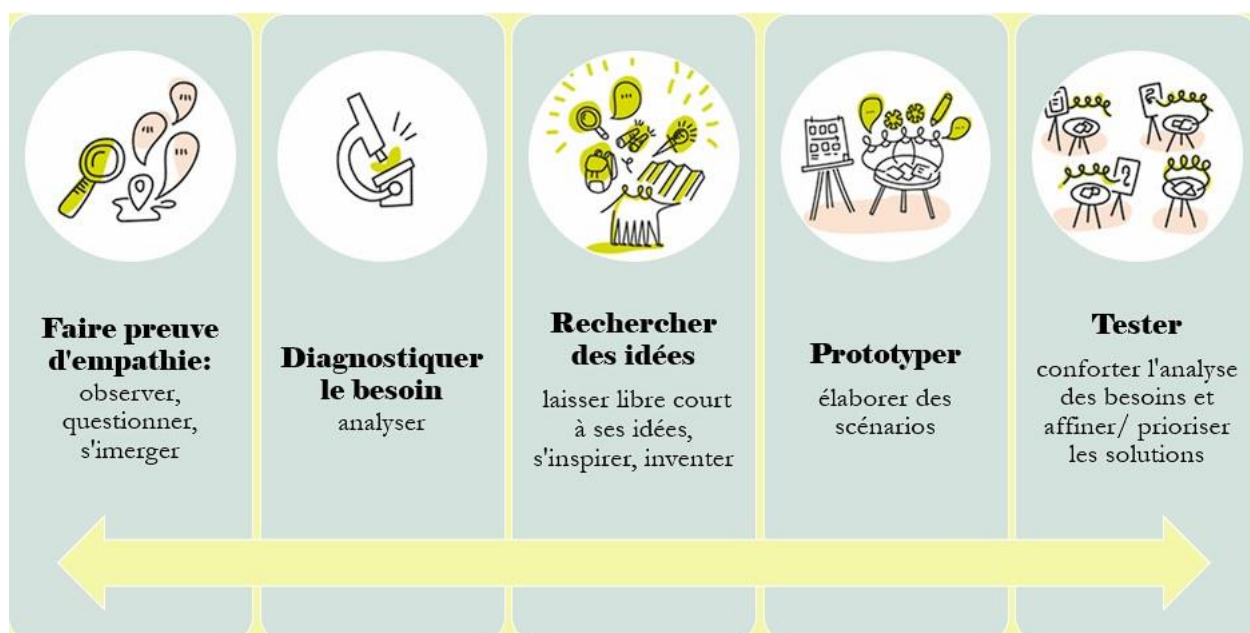 Faire preuve
d'empathie:
observer,
questionner,
s'imerger
Diagnostiquer
le besoin
analyser
Rechercher
des idées
laisser libre court
à ses idées,
s'inspirer, inventer
Prototyper
élaborer des
scénarios
Tester
conforter l'analyse
des besoins et
affiner/ prioriser
les solutions